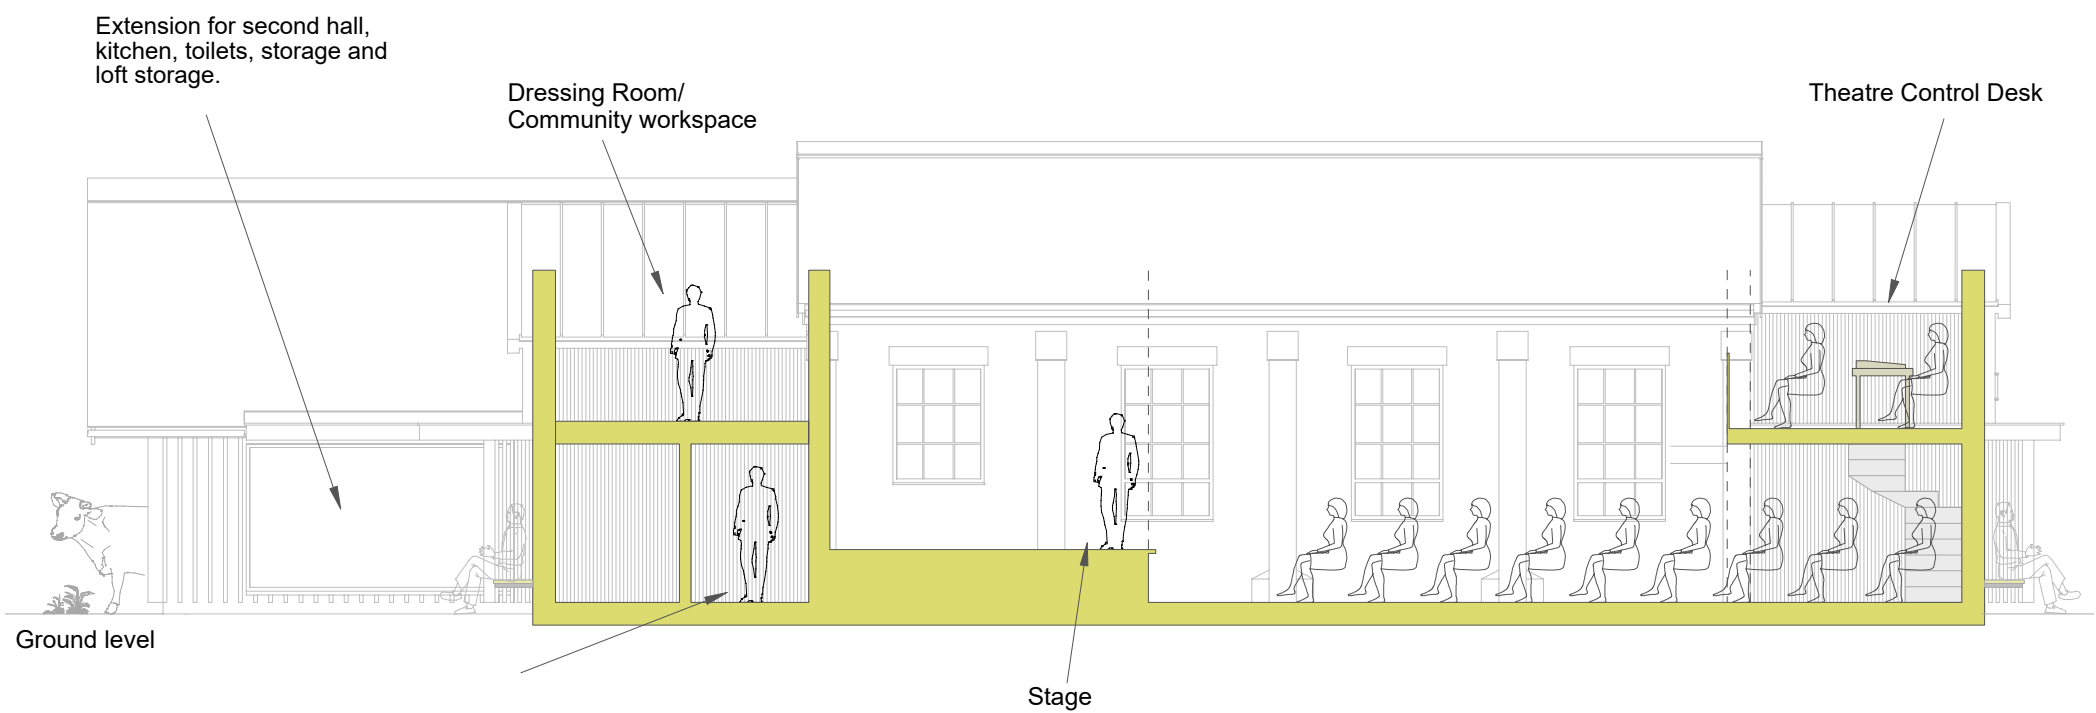 Extension for second hall,
kitchen, toilets, storage and
loft storage.
Dressing Room/
Community workspace
Theatre Control Desk
Ground level
Stage